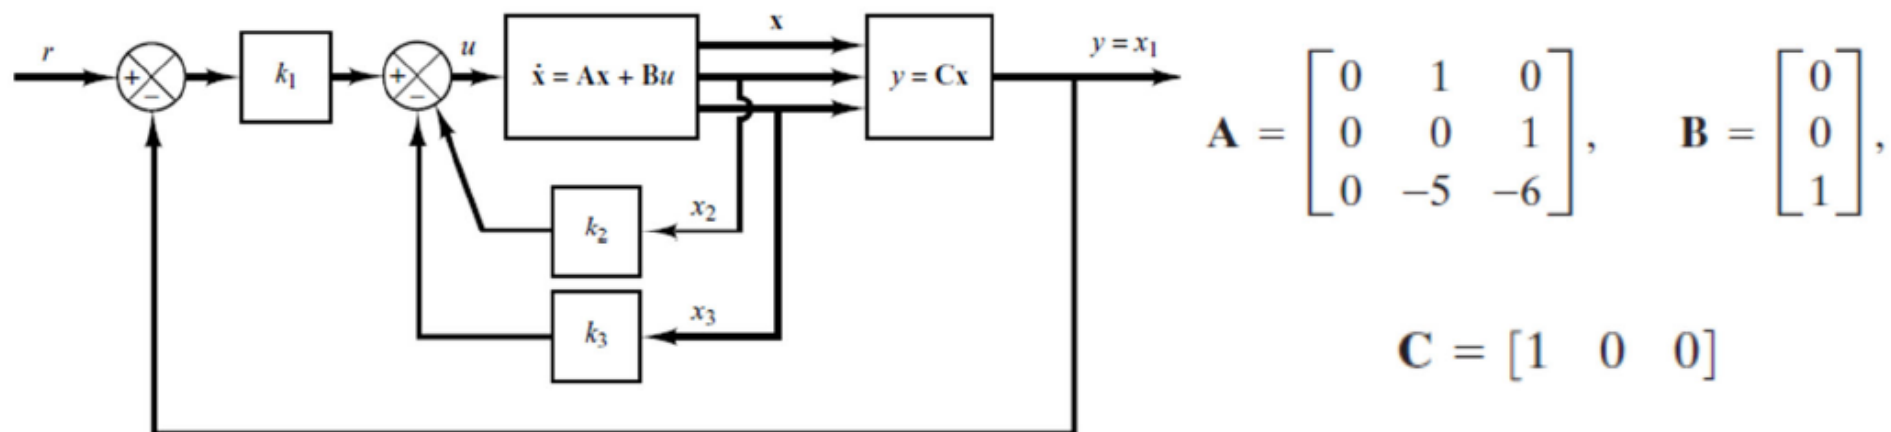 r
+
−
k₁
+
−
u
ẋ = Ax + Bu
x
y = Cx
y = x₁
k₂
x₂
k₃
x₃
A = [0 1 0
0 0 1
0 −5 −6],
B = [0
0
1],
C = [1 0 0]